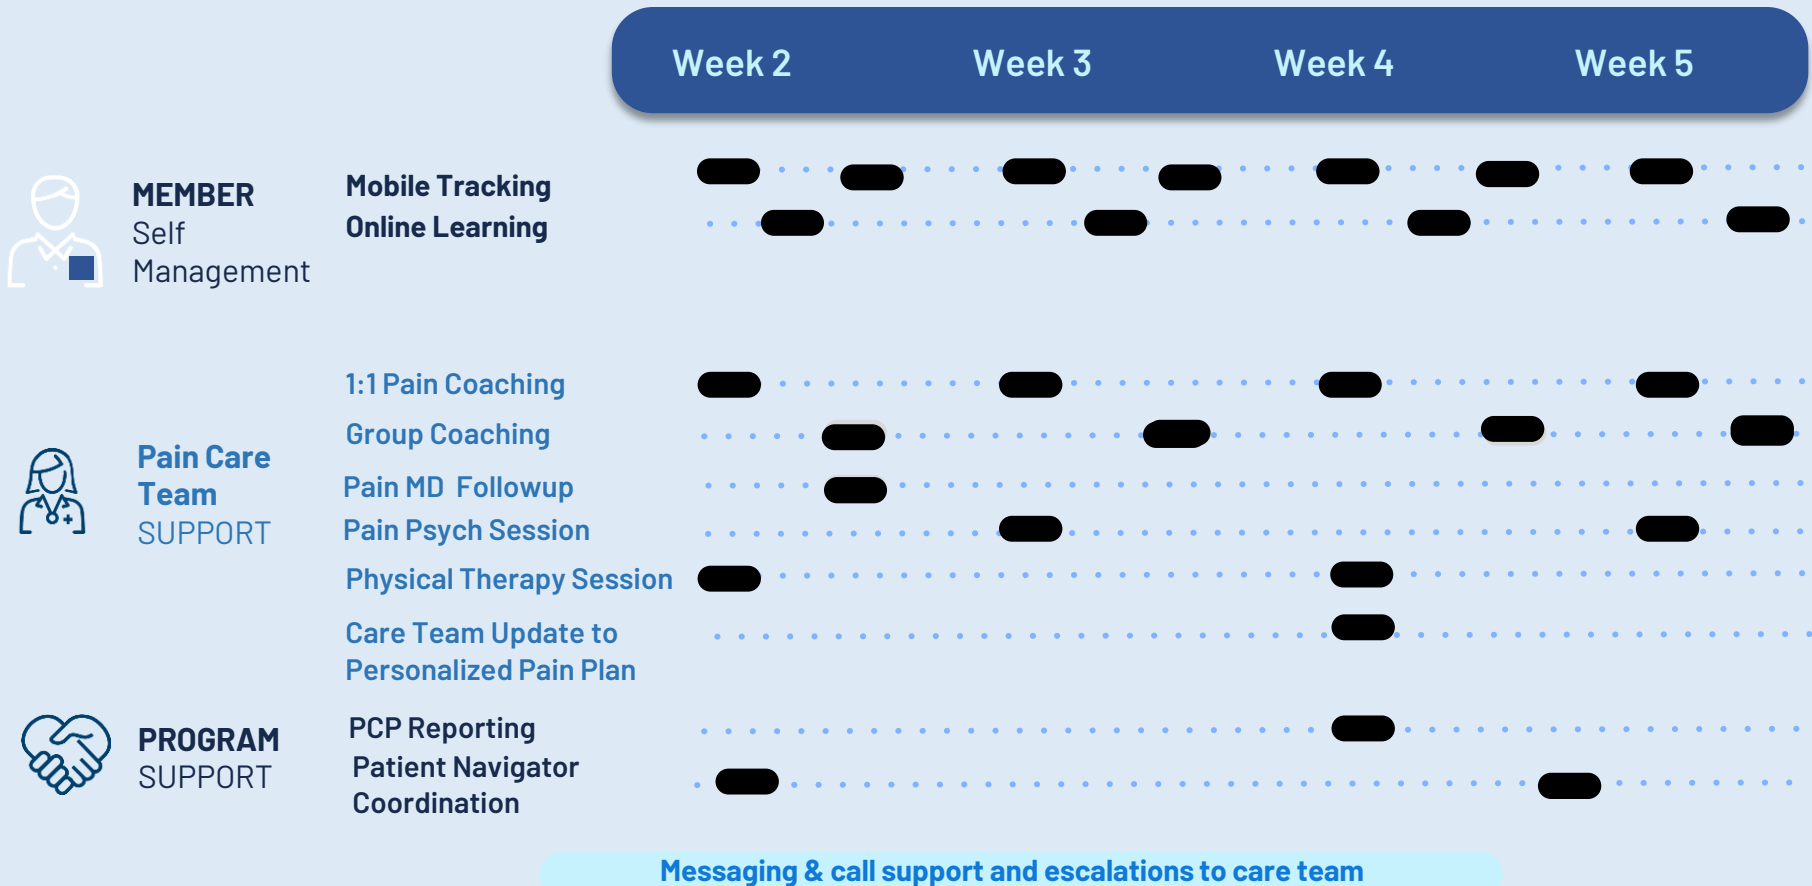 Week 2 Week 3 Week 4 Week 5
MEMBER
Self
Management
Mobile Tracking
Online Learning
Pain Care
Team
SUPPORT
1:1 Pain Coaching
Group Coaching
Pain MD  Followup
Pain Psych Session
Physical Therapy Session
Care Team Update to
Personalized Pain Plan
PROGRAM
SUPPORT
PCP Reporting
Patient Navigator
Coordination
Messaging & call support and escalations to care team